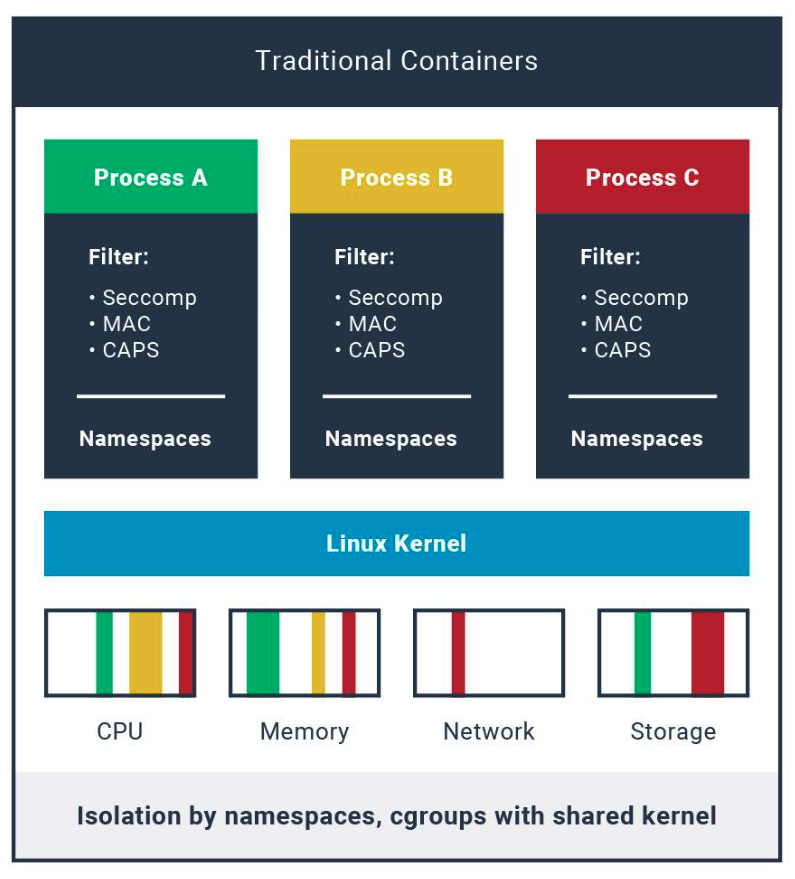 Traditional Containers
Process A
Process B
Process C
Filter:
• Seccomp
• MAC
• CAPS
Namespaces
Filter:
• Seccomp
• MAC
• CAPS
Namespaces
Filter:
• Seccomp
• MAC
• CAPS
Namespaces
Linux Kernel
CPU
Memory
Network
Storage
Isolation by namespaces, cgroups with shared kernel